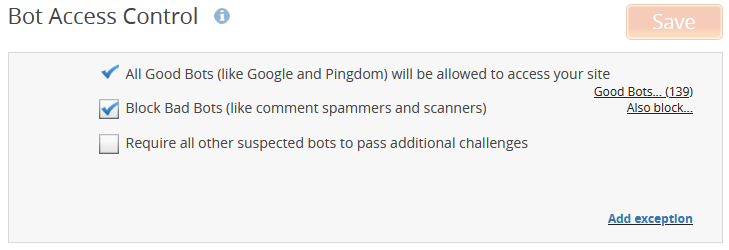 Bot Access Control
Save
All Good Bots (like Google and Pingdom) will be allowed to access your site
Good Bots... (139)
Block Bad Bots (like comment spammers and scanners)
Also block...
Require all other suspected bots to pass additional challenges
Add exception